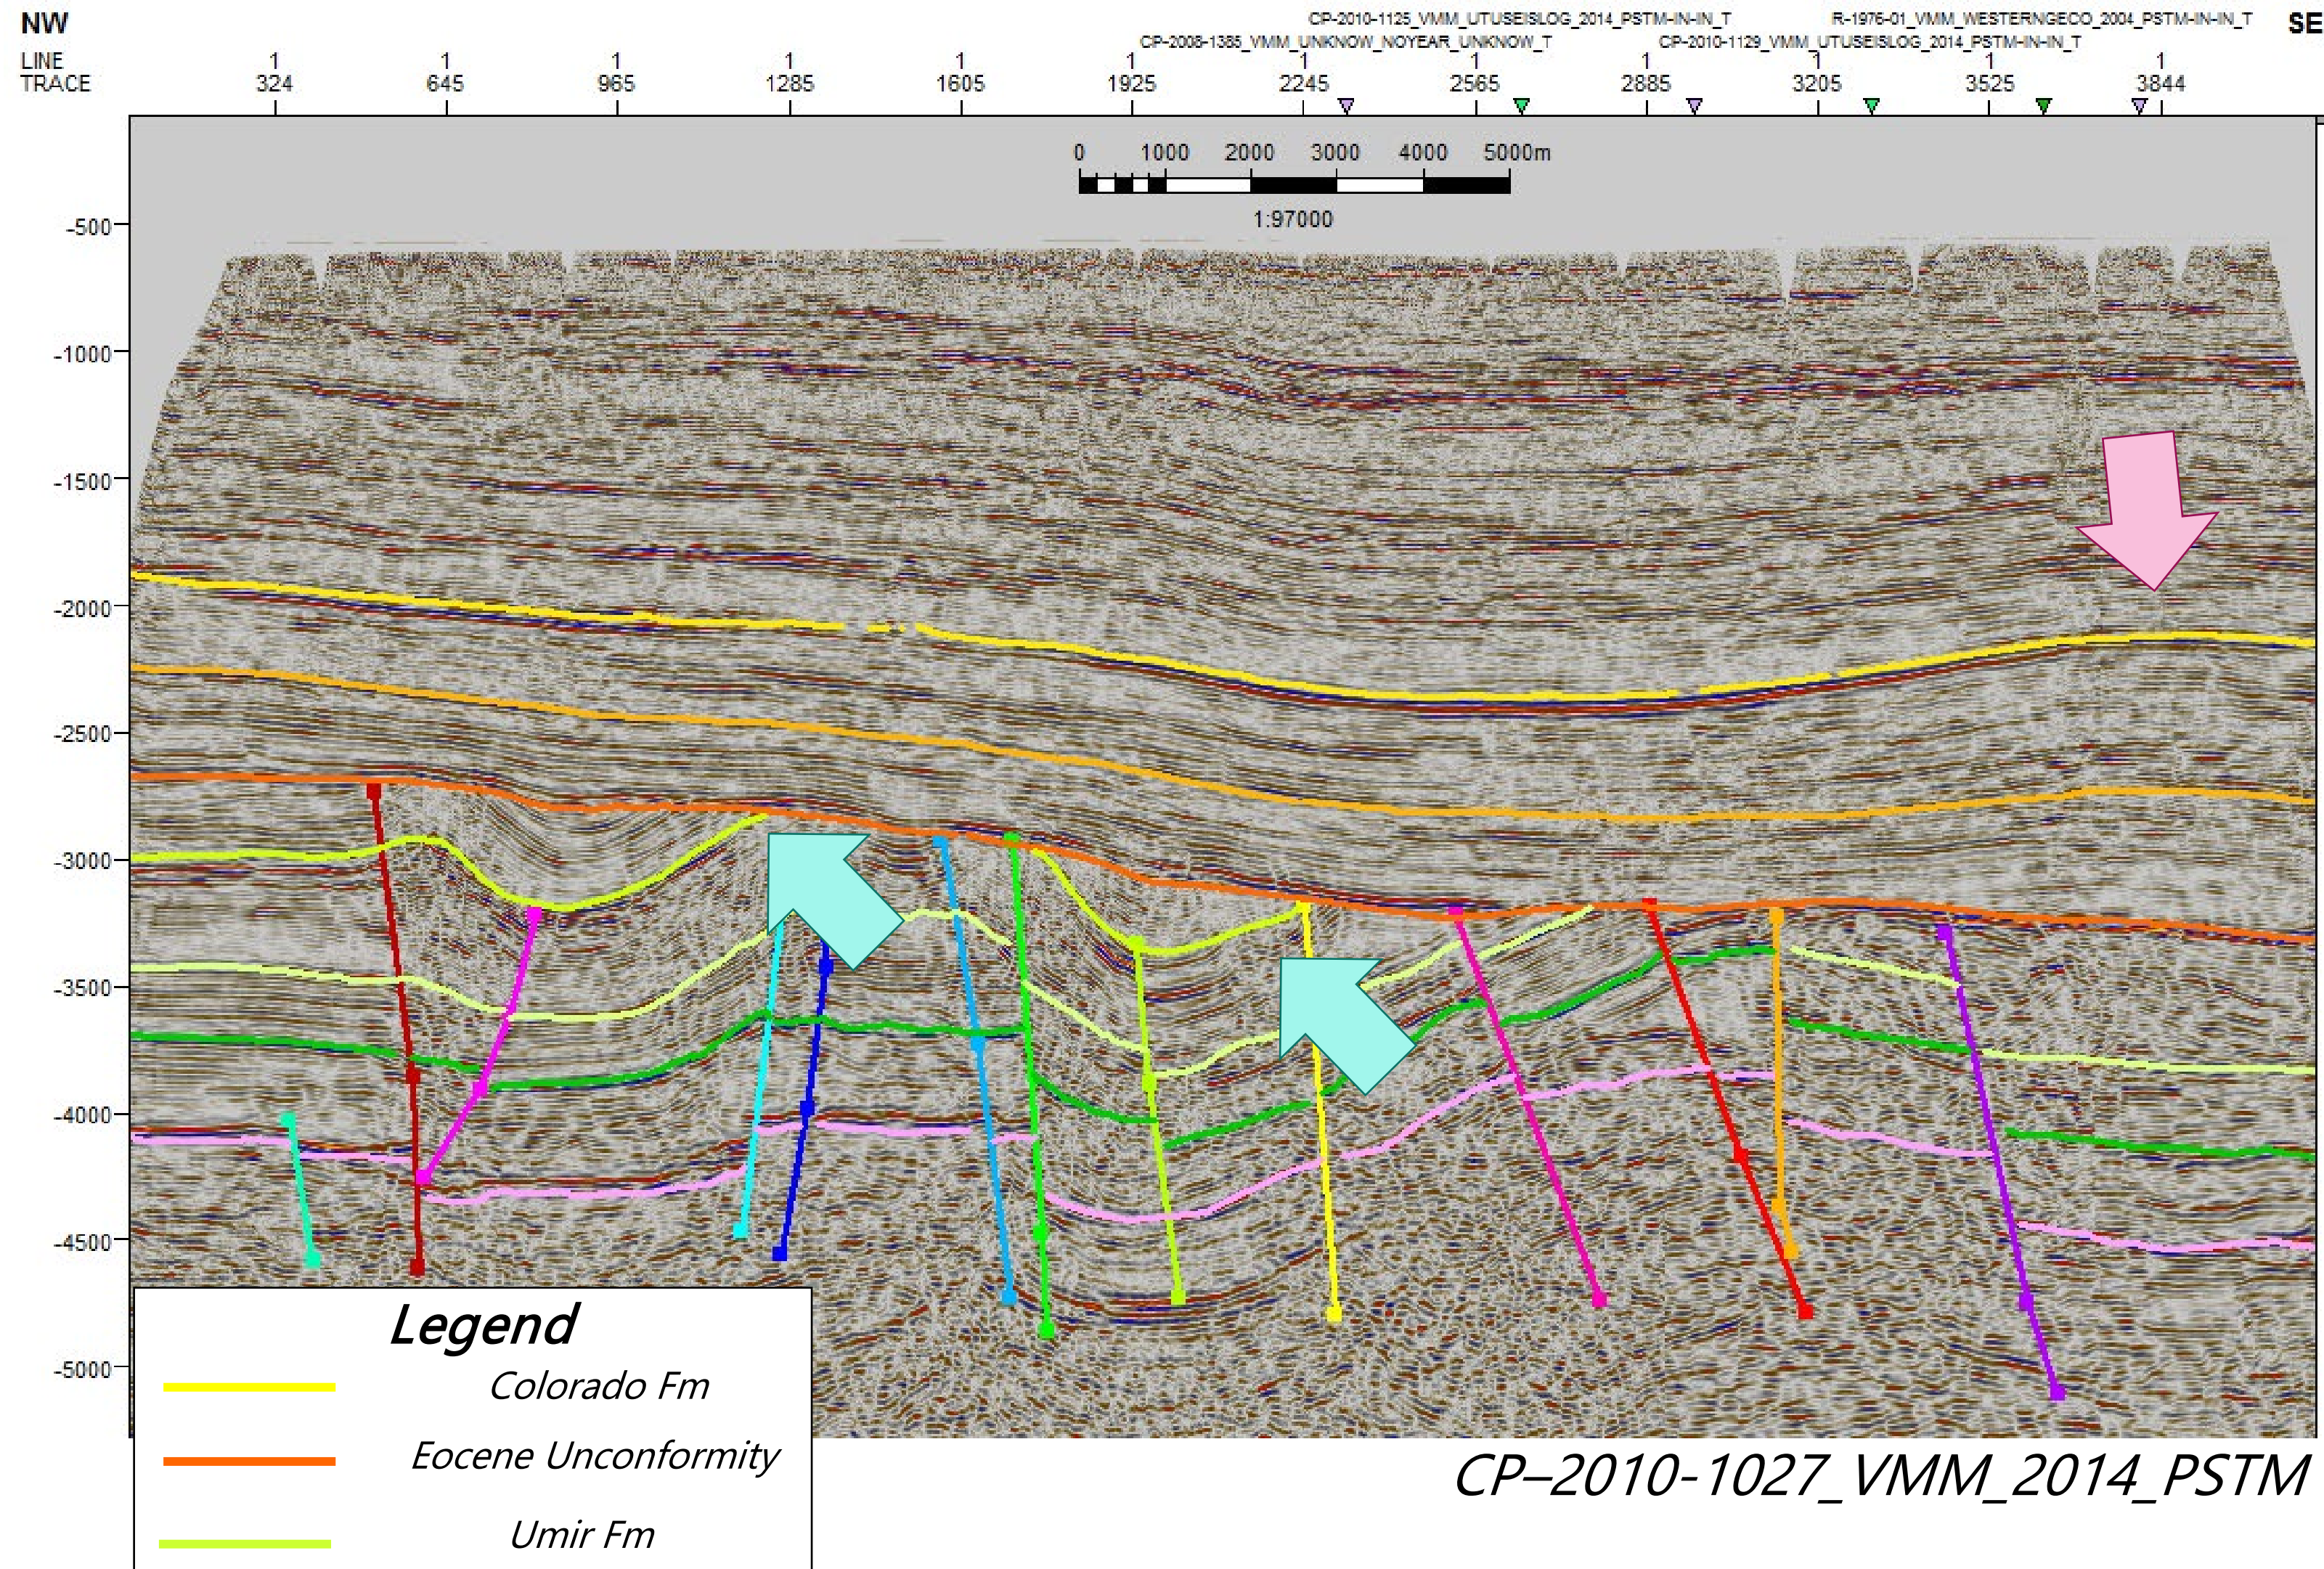 NW
CP-2010-1125_VMM_UTUSEISLOG_2014_PSTM-IN-IN_T
R-1976-01_VMM_WESTERNGECO_2004_PSTM-IN-IN_T
SE
CP-2008-1385_VMM_UNKNOW_NOYEAR_UNKNOW_T
CP-2010-1129_VMM_UTUSEISLOG_2014_PSTM-IN-IN_T
LINE 1 1 1 1 1 1 1 1 1 1 1 1
TRACE 324 645 965 1285 1605 1925 2245 2565 2885 3205 3525 3844
0 1000 2000 3000 4000 5000m
1:97000
-500
-1000
-1500
-2000
-2500
-3000
-3500
-4000
-4500
-5000
Legend
Colorado Fm
Eocene Unconformity
Umir Fm
CP–2010-1027_VMM_2014_PSTM